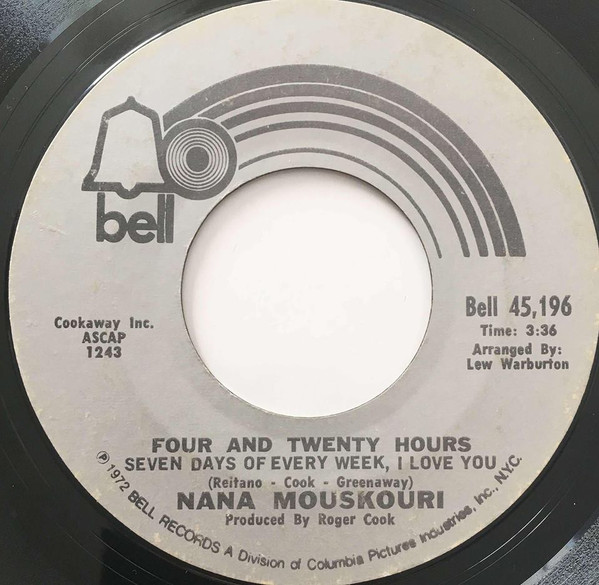 bell
Cookaway Inc.
ASCAP
1243
Bell 45,196
Time: 3:36
Arranged By:
Lew Warburton
FOUR AND TWENTY HOURS
SEVEN DAYS OF EVERY WEEK, I LOVE YOU
(Reitano - Cook - Greenaway)
NANA MOUSKOURI
Produced By Roger Cook
℗ 1972 BELL RECORDS A Division of Columbia Pictures Industries, Inc., N.Y.C.